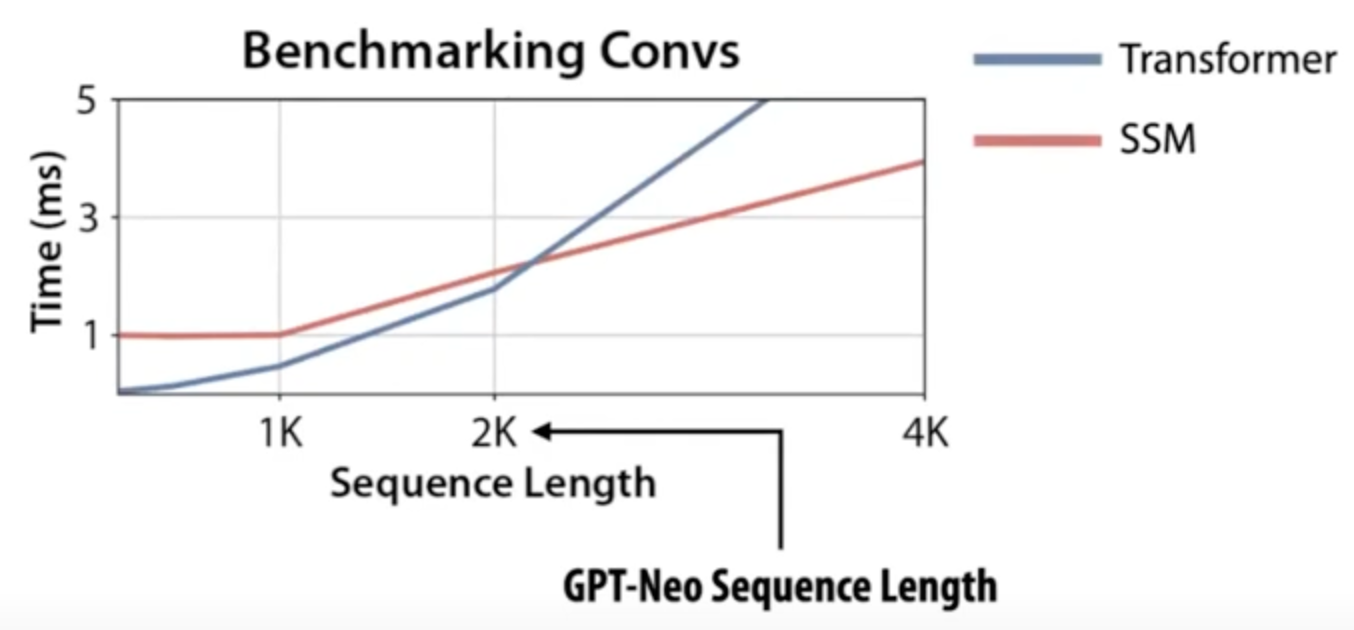 Benchmarking Convs
Transformer
SSM
5
3
1
Time (ms)
1K
2K
4K
Sequence Length
GPT-Neo Sequence Length